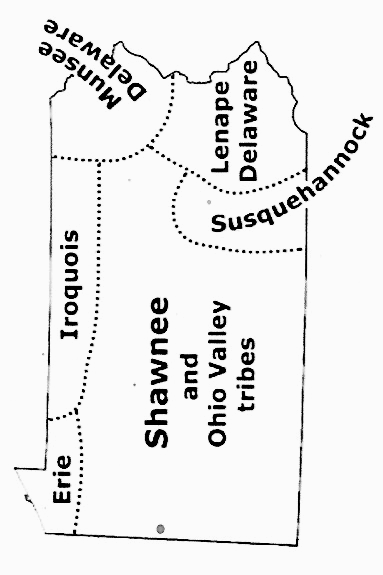 Munsee
Delaware
Lenape
Delaware
Susquehannock
Iroquois
Shawnee
and
Ohio Valley
tribes
Erie